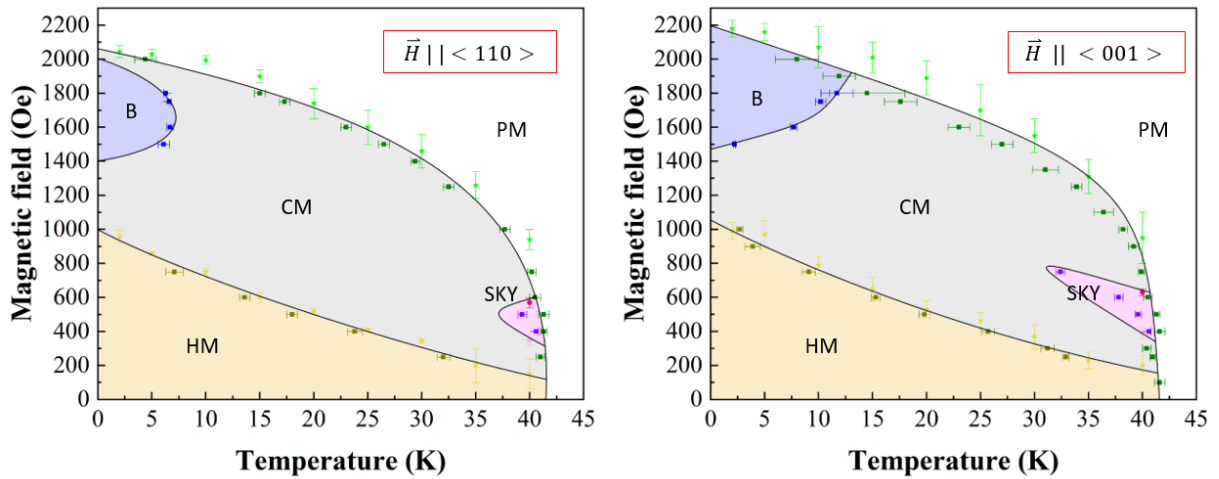 2200
2000
1800
1600
1400
1200
1000
800
600
400
200
0
Magnetic field (Oe)
H⃗ || < 110 >
B
PM
CM
SKY
HM
0 5 10 15 20 25 30 35 40 45
Temperature (K)
2200
2000
1800
1600
1400
1200
1000
800
600
400
200
0
Magnetic field (Oe)
H⃗ || < 001 >
B
PM
CM
SKY
HM
0 5 10 15 20 25 30 35 40 45
Temperature (K)